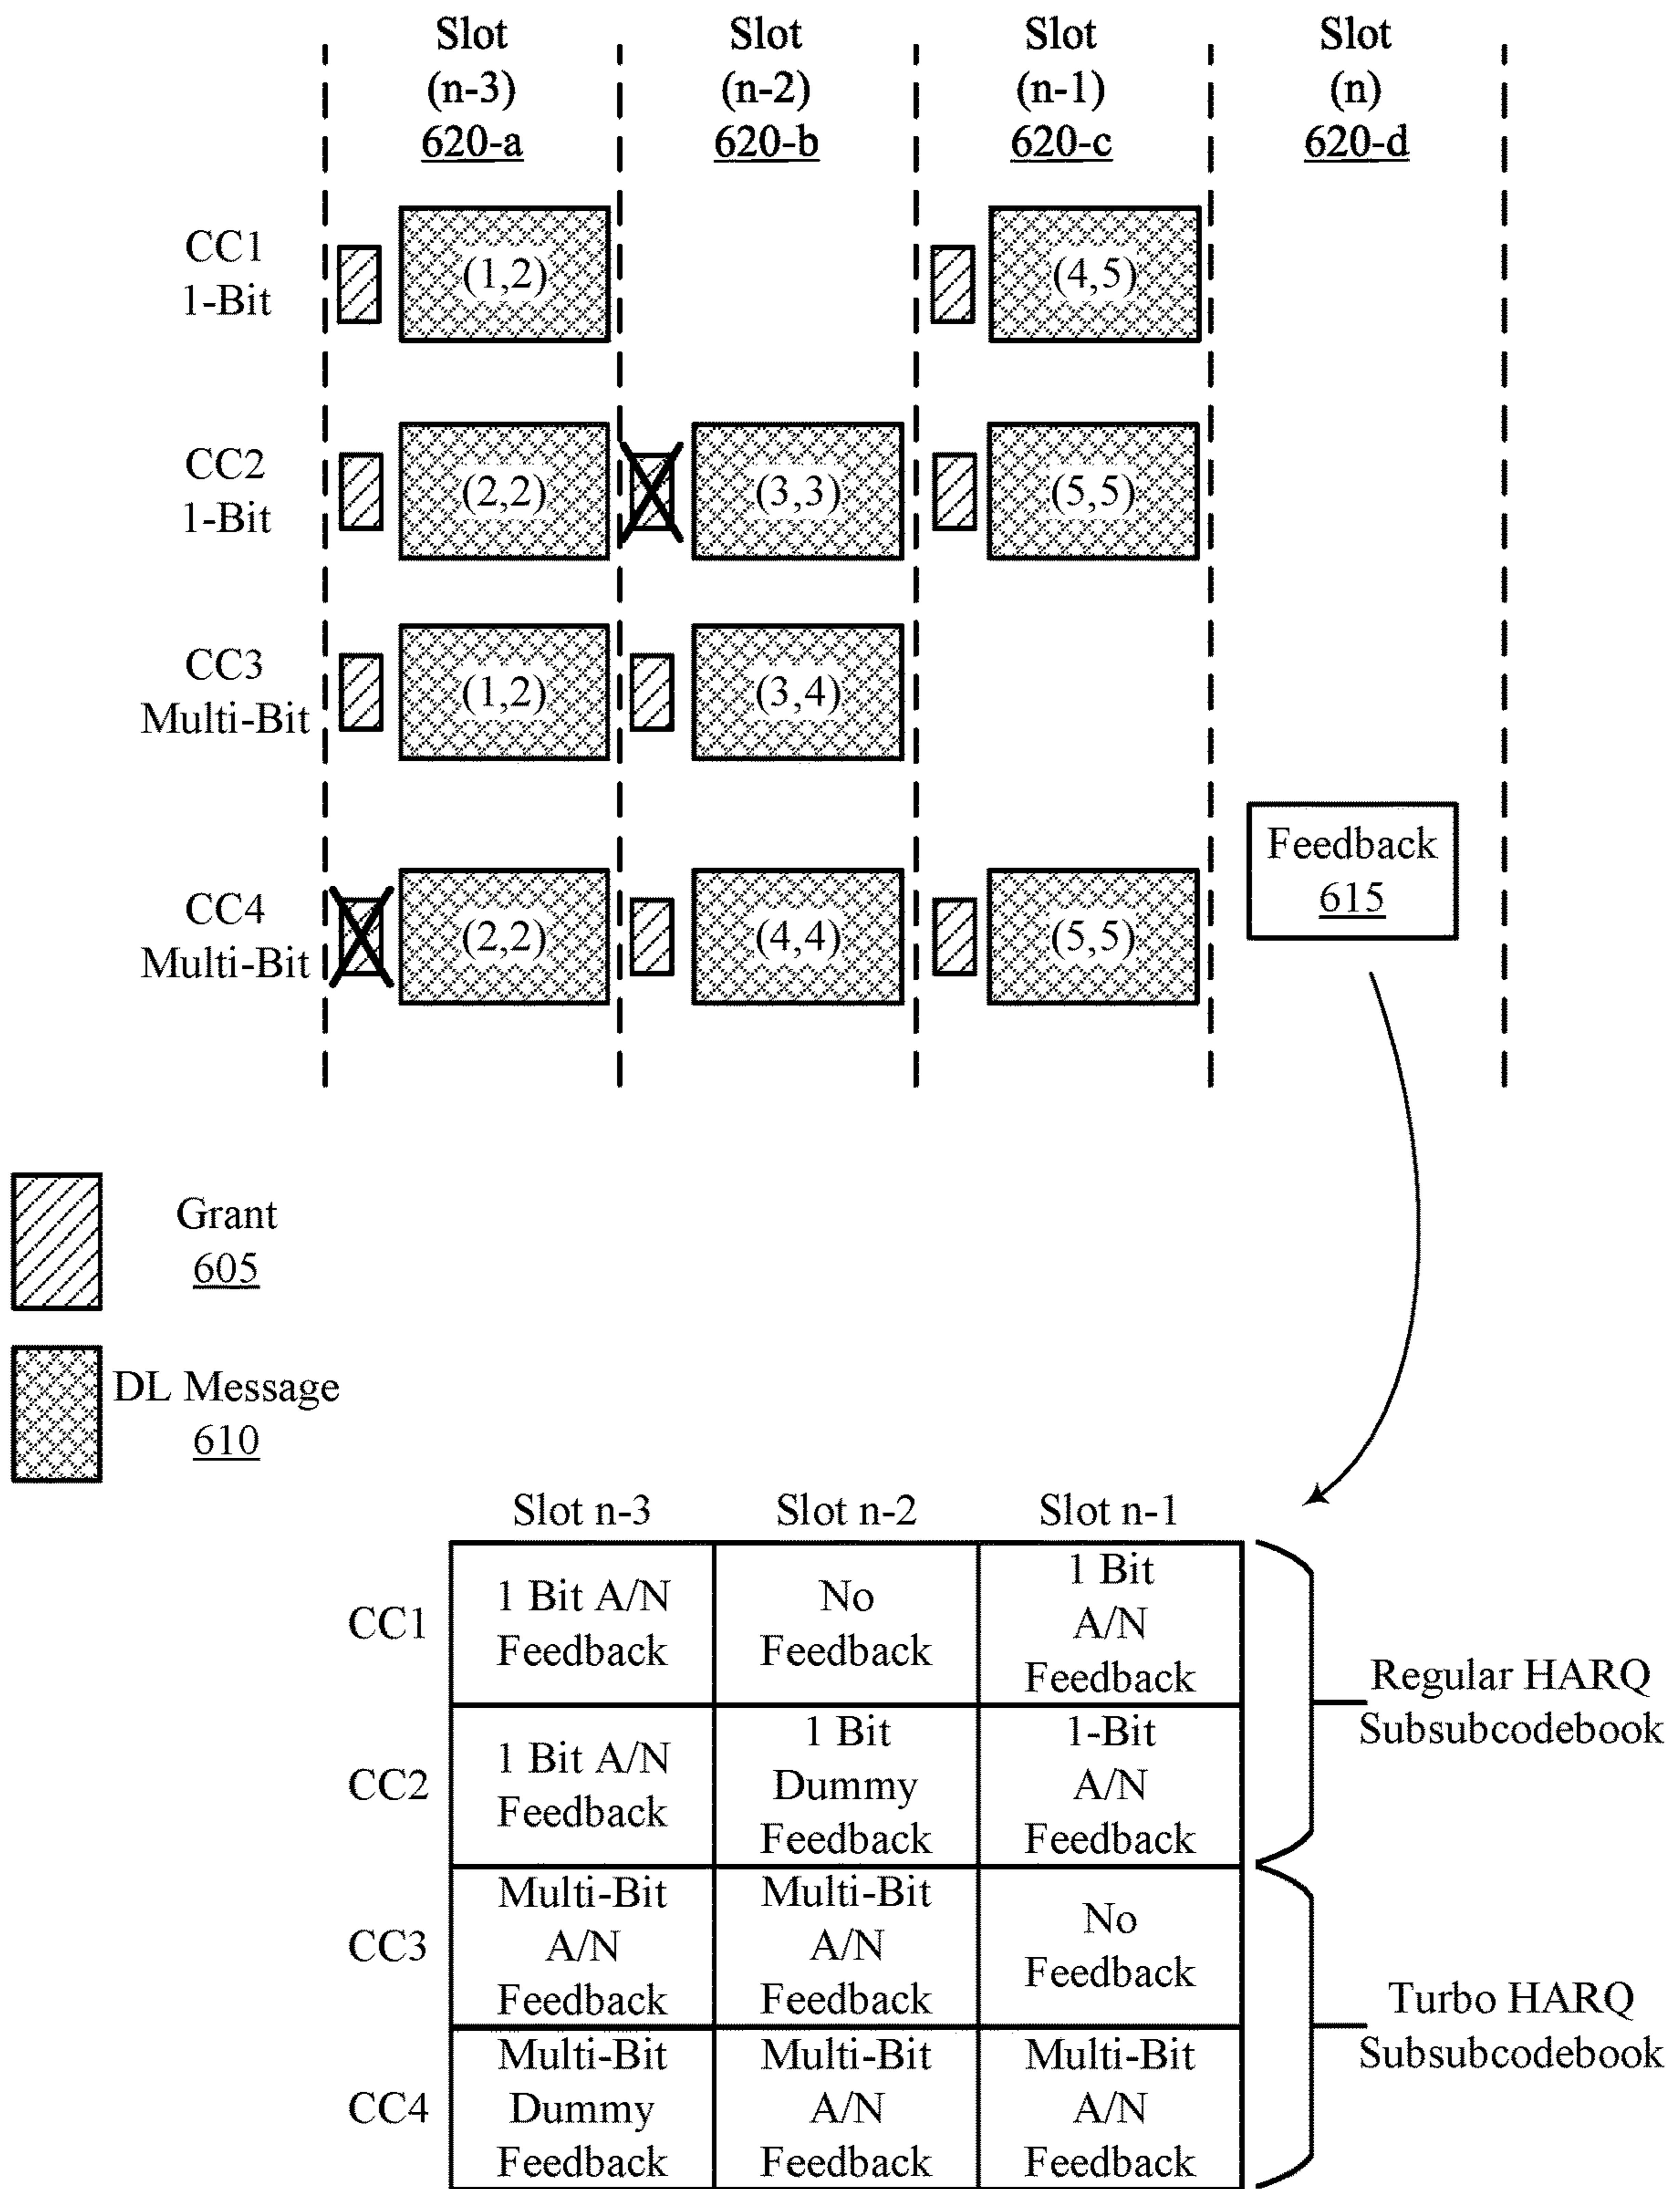 Slot
(n-3)
620-a
Slot
(n-2)
620-b
Slot
(n-1)
620-c
Slot
(n)
620-d
CC1
1-Bit
(1,2)
(4,5)
CC2
1-Bit
(2,2)
(3,3)
(5,5)
CC3
Multi-Bit
(1,2)
(3,4)
CC4
Multi-Bit
(2,2)
(4,4)
(5,5)
Feedback
615
Grant
605
DL Message
610
Slot n-3
Slot n-2
Slot n-1
CC1
1 Bit A/N
Feedback
No
Feedback
1 Bit
A/N
Feedback
CC2
1 Bit A/N
Feedback
1 Bit
Dummy
Feedback
1-Bit
A/N
Feedback
Regular HARQ
Subsubcodebook
CC3
Multi-Bit
A/N
Feedback
Multi-Bit
A/N
Feedback
No
Feedback
CC4
Multi-Bit
Dummy
Feedback
Multi-Bit
A/N
Feedback
Multi-Bit
A/N
Feedback
Turbo HARQ
Subsubcodebook